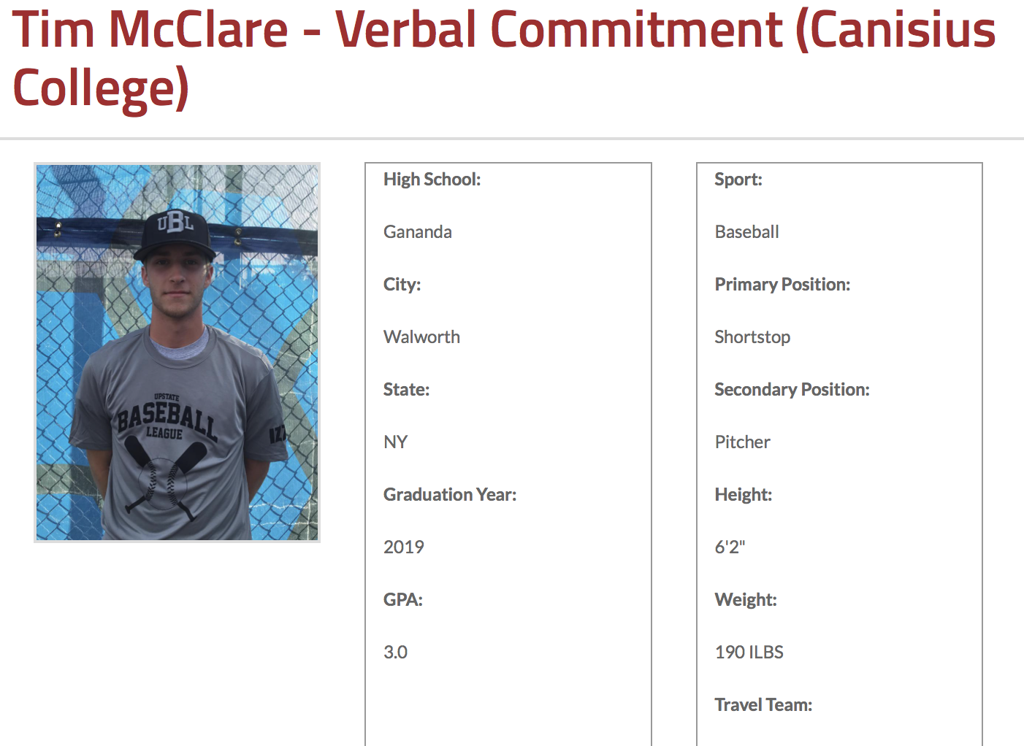 Tim McClare - Verbal Commitment (Canisius
College)
UBL
UPSTATE
BASEBALL
LEAGUE
High School:
Gananda
City:
Walworth
State:
NY
Graduation Year:
2019
GPA:
3.0
Sport:
Baseball
Primary Position:
Shortstop
Secondary Position:
Pitcher
Height:
6'2"
Weight:
190 ILBS
Travel Team: